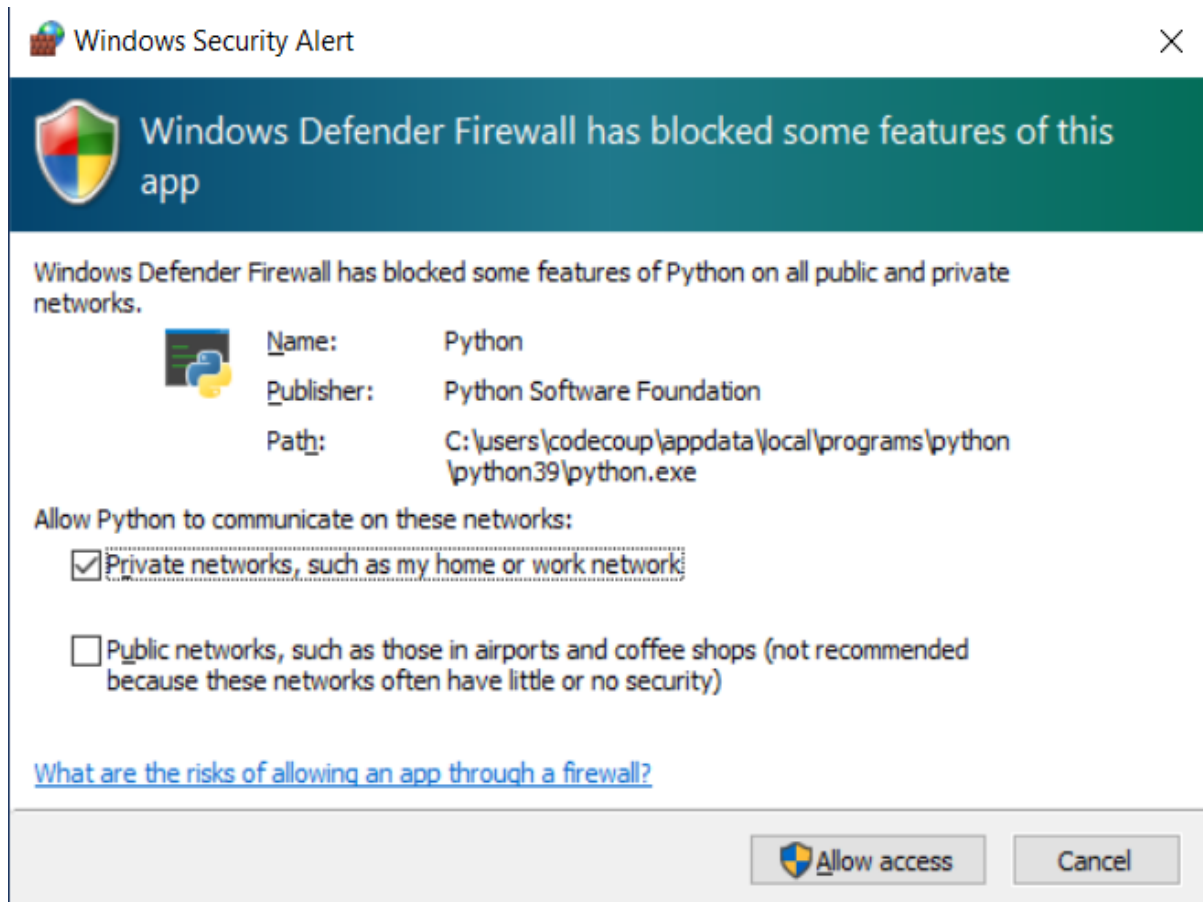 Windows Security Alert
Windows Defender Firewall has blocked some features of this
app
Windows Defender Firewall has blocked some features of Python on all public and private
networks.
Name: Python
Publisher: Python Software Foundation
Path: C:\users\codecoup\appdata\local\programs\python
\python39\python.exe
Allow Python to communicate on these networks:
Private networks, such as my home or work network
Public networks, such as those in airports and coffee shops (not recommended
because these networks often have little or no security)
What are the risks of allowing an app through a firewall?
Allow access Cancel